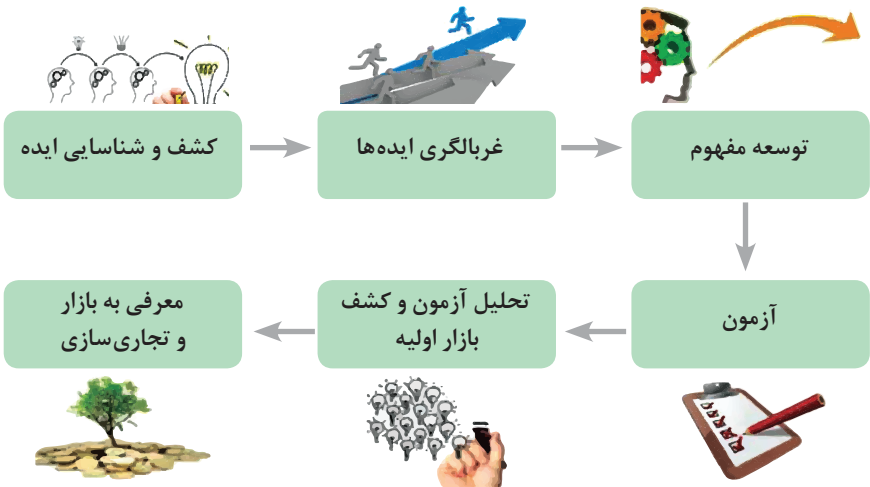 کشف و شناسایی ایده
غربالگری ایده‌ها
توسعه مفهوم
آزمون
تحلیل آزمون و کشف
بازار اولیه
معرفی به بازار
و تجاری‌سازی